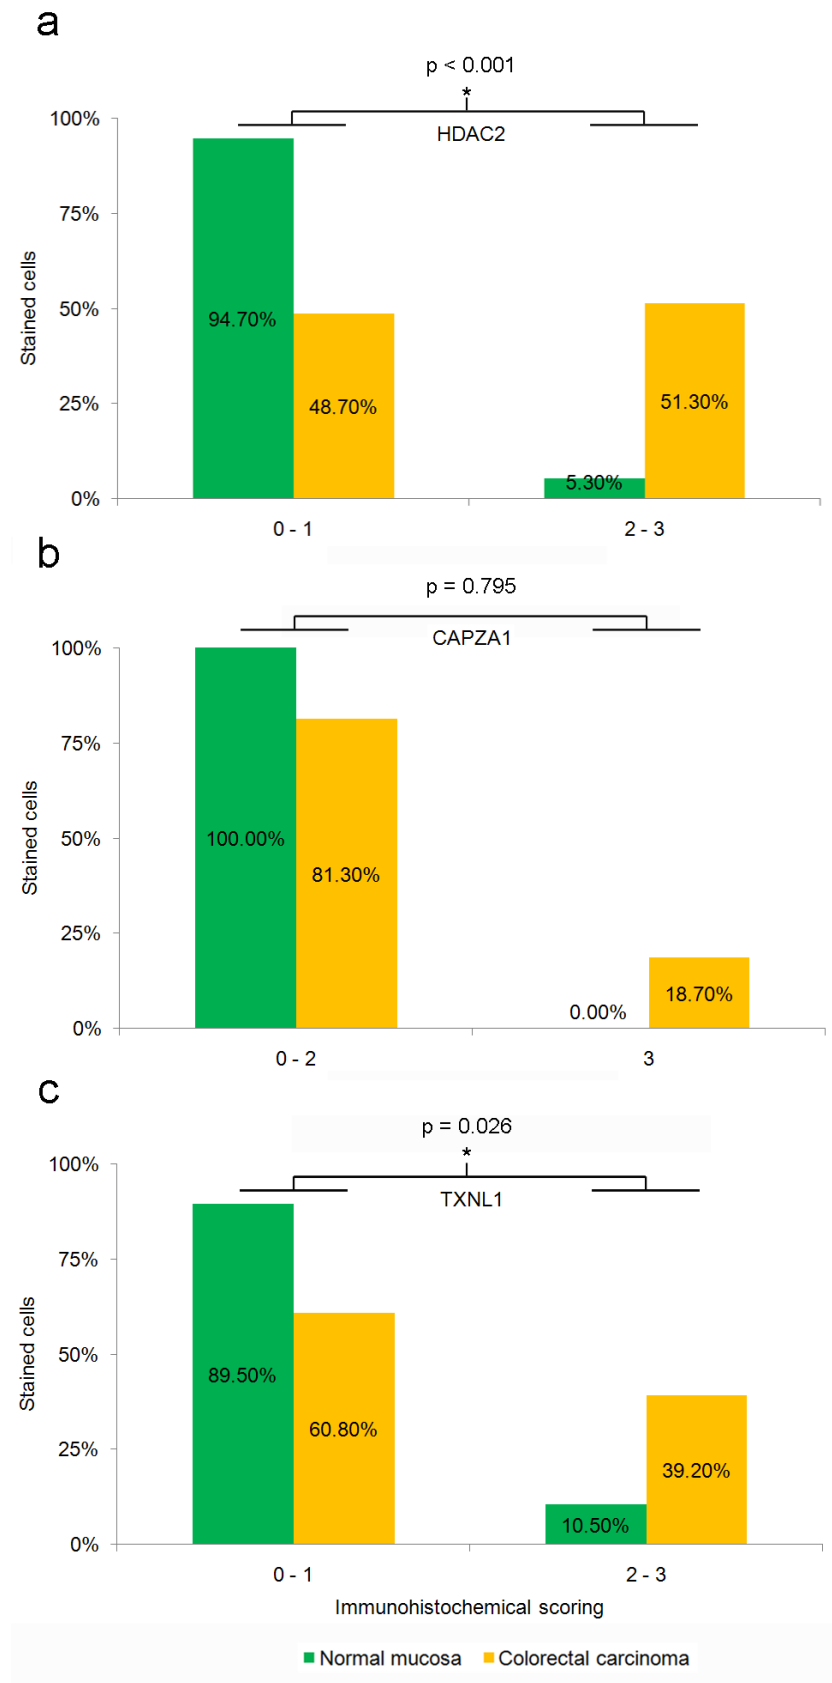 a
p < 0.001
*
HDAC2
100%
75%
50%
25%
0%
Stained cells
94.70%
48.70%
5.30%
51.30%
0 - 1
2 - 3
b
p = 0.795
CAPZA1
100%
75%
50%
25%
0%
Stained cells
100.00%
81.30%
0.00%
18.70%
0 - 2
3
c
p = 0.026
*
TXNL1
100%
75%
50%
25%
0%
Stained cells
89.50%
60.80%
10.50%
39.20%
0 - 1
2 - 3
Immunohistochemical scoring
Normal mucosa
Colorectal carcinoma